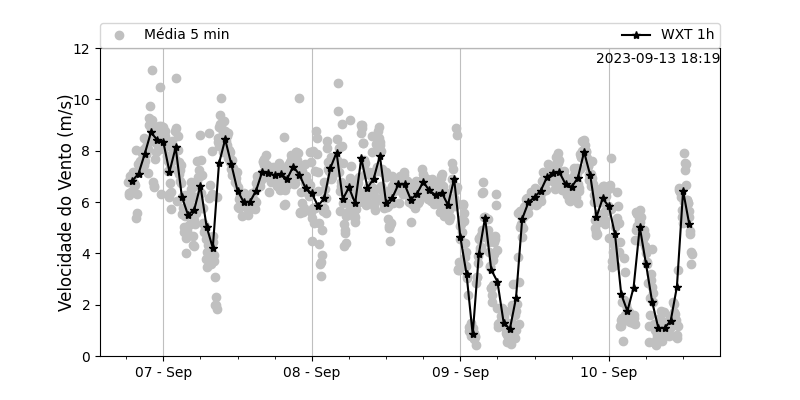 Média 5 min
WXT 1h
2023-09-13 18:19
Velocidade do Vento (m/s)
12
10
8
6
4
2
0
07 - Sep
08 - Sep
09 - Sep
10 - Sep